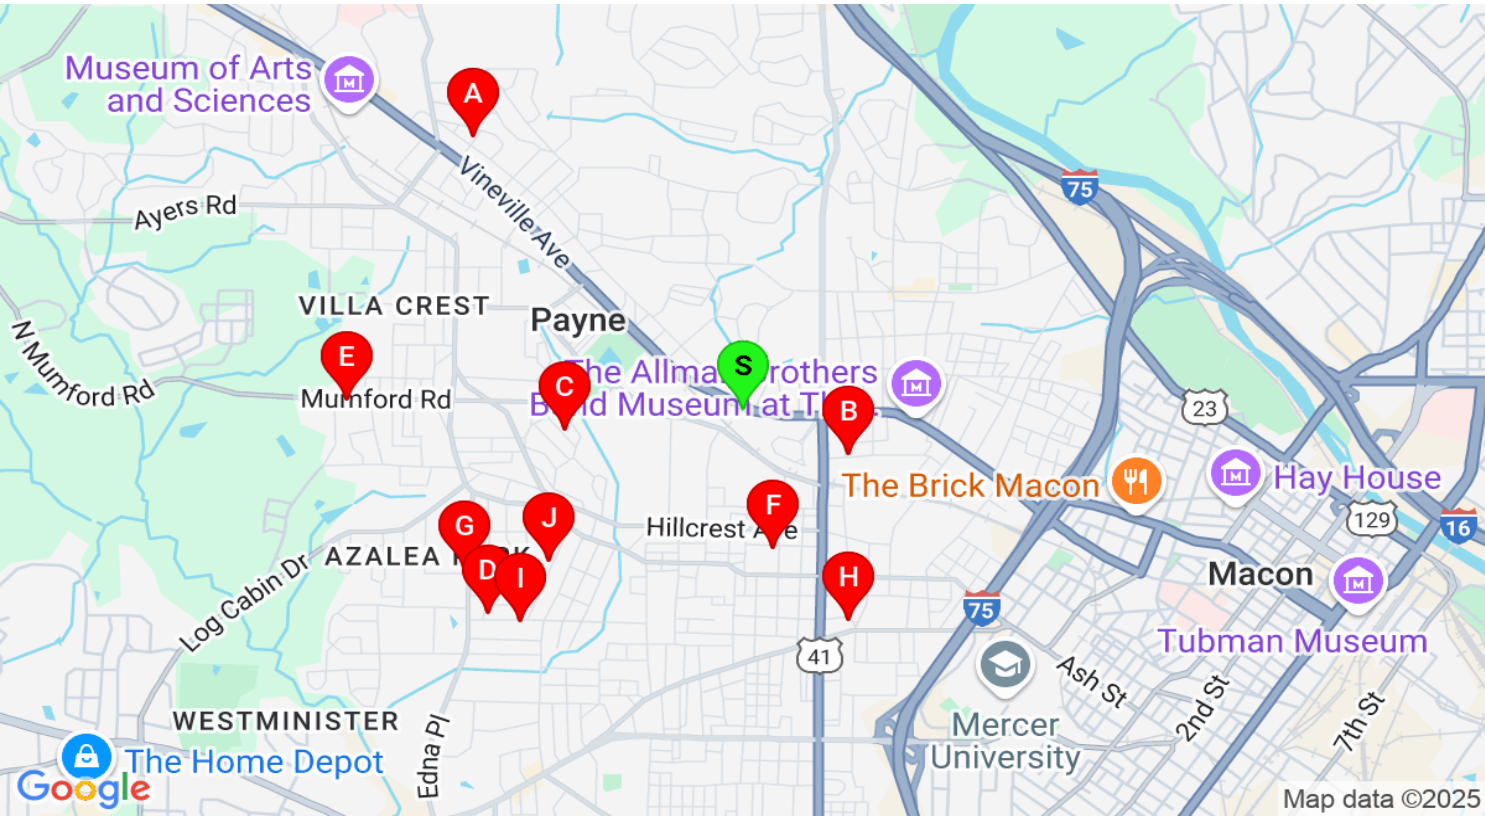 Museum of Arts
and Sciences
A
75
Vineville Ave
Ayers Rd
VILLA CREST
Payne
N Mumford Rd
E
Mumford Rd
C
S
The Allman Brothers
Band Museum at Th...
B
23
The Brick Macon
Hay House
129
16
G
J
F
Hillcrest Ave
AZALEA PARK
D
I
H
Macon
Log Cabin Dr
75
Tubman Museum
41
Ash St
2nd St
7th St
WESTMINISTER
Edna Pl
Mercer
University
The Home Depot
Google
Map data ©2025